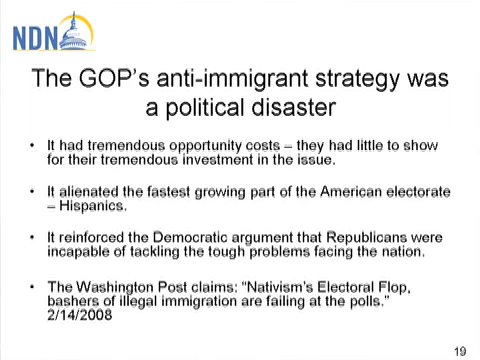 NDN
The GOP's anti-immigrant strategy was
a political disaster
• It had tremendous opportunity costs – they had little to show
for their tremendous investment in the issue.
• It alienated the fastest growing part of the American electorate
– Hispanics.
• It reinforced the Democratic argument that Republicans were
incapable of tackling the tough problems facing the nation.
• The Washington Post claims: "Nativism's Electoral Flop,
bashers of illegal immigration are failing at the polls."
2/14/2008
19